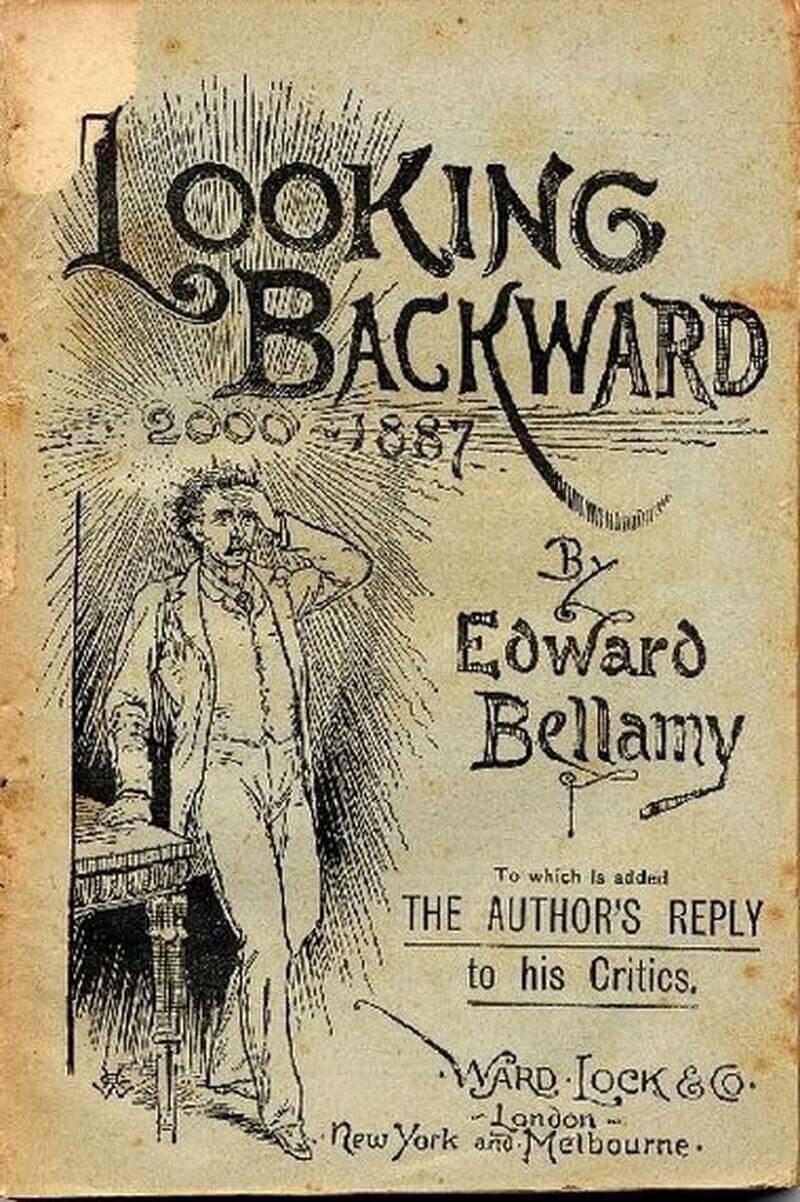 Looking
Backward
2000-1887
By
Edward
Bellamy
To which is added
THE AUTHOR'S REPLY
to his Critics.
·WARD·LOCK & CO·
-London-
New York and Melbourne·